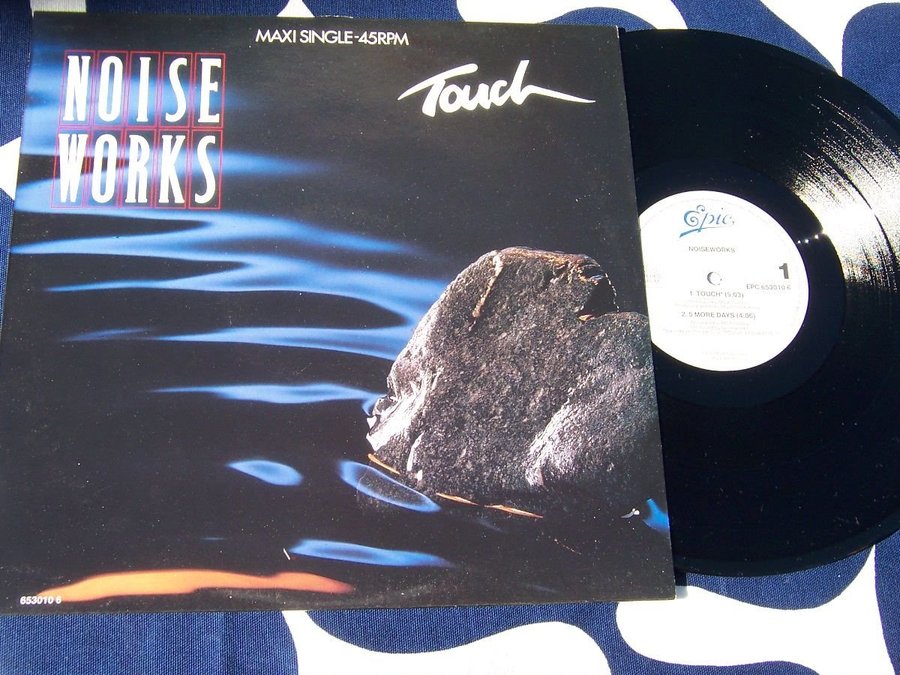 MAXI SINGLE-45RPM
NOISE
WORKS
Touch
Epic
NOISEWORKS
1
EPC 653010 6
1. TOUCH* (5:03)
2. 5 MORE DAYS (4:06)
653010 6